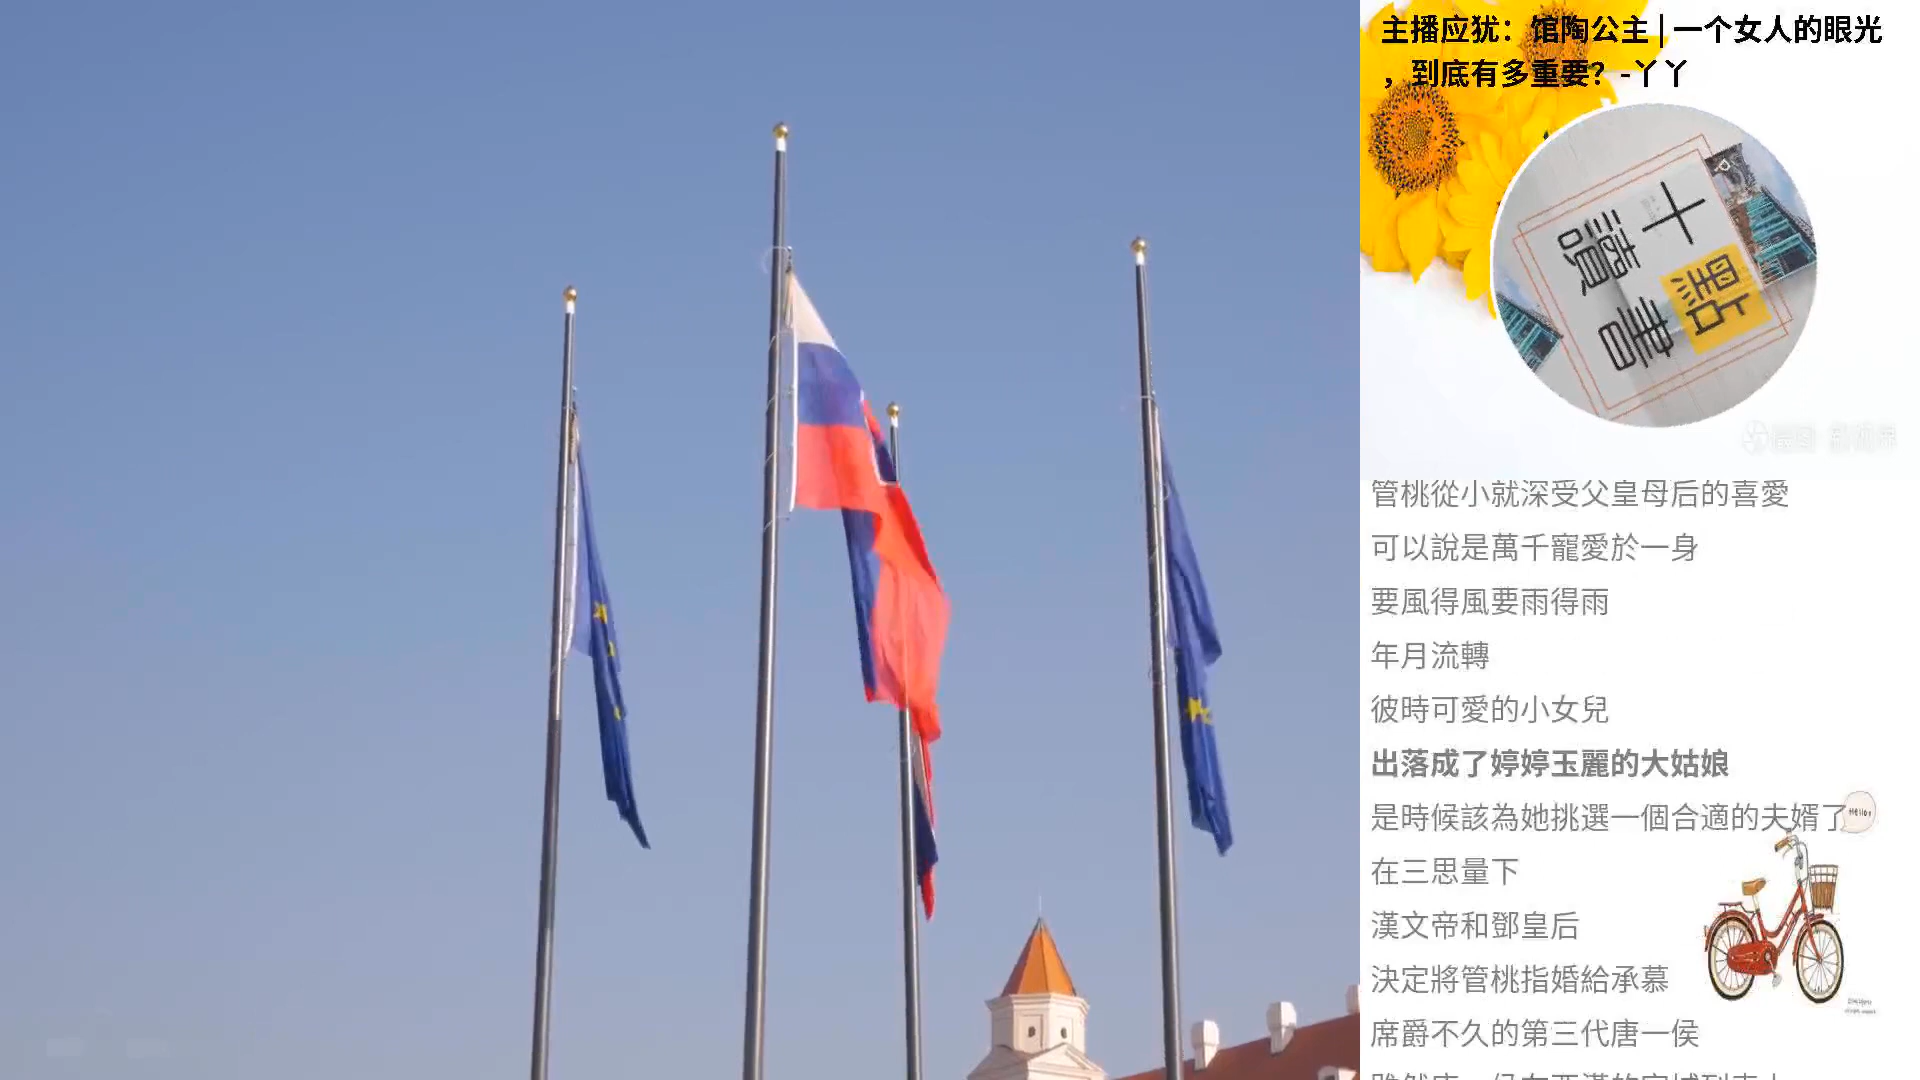 主播应犹：馆陶公主 | 一个女人的眼光
，到底有多重要？-丫丫
十點
讀書
管桃從小就深受父皇母后的喜愛
可以說是萬千寵愛於一身
要風得風要雨得雨
年月流轉
彼時可愛的小女兒
出落成了婷婷玉麗的大姑娘
是時候該為她挑選一個合適的夫婿了
Hello!
在三思量下
漢文帝和鄧皇后
決定將管桃指婚給承慕
席爵不久的第三代唐一侯